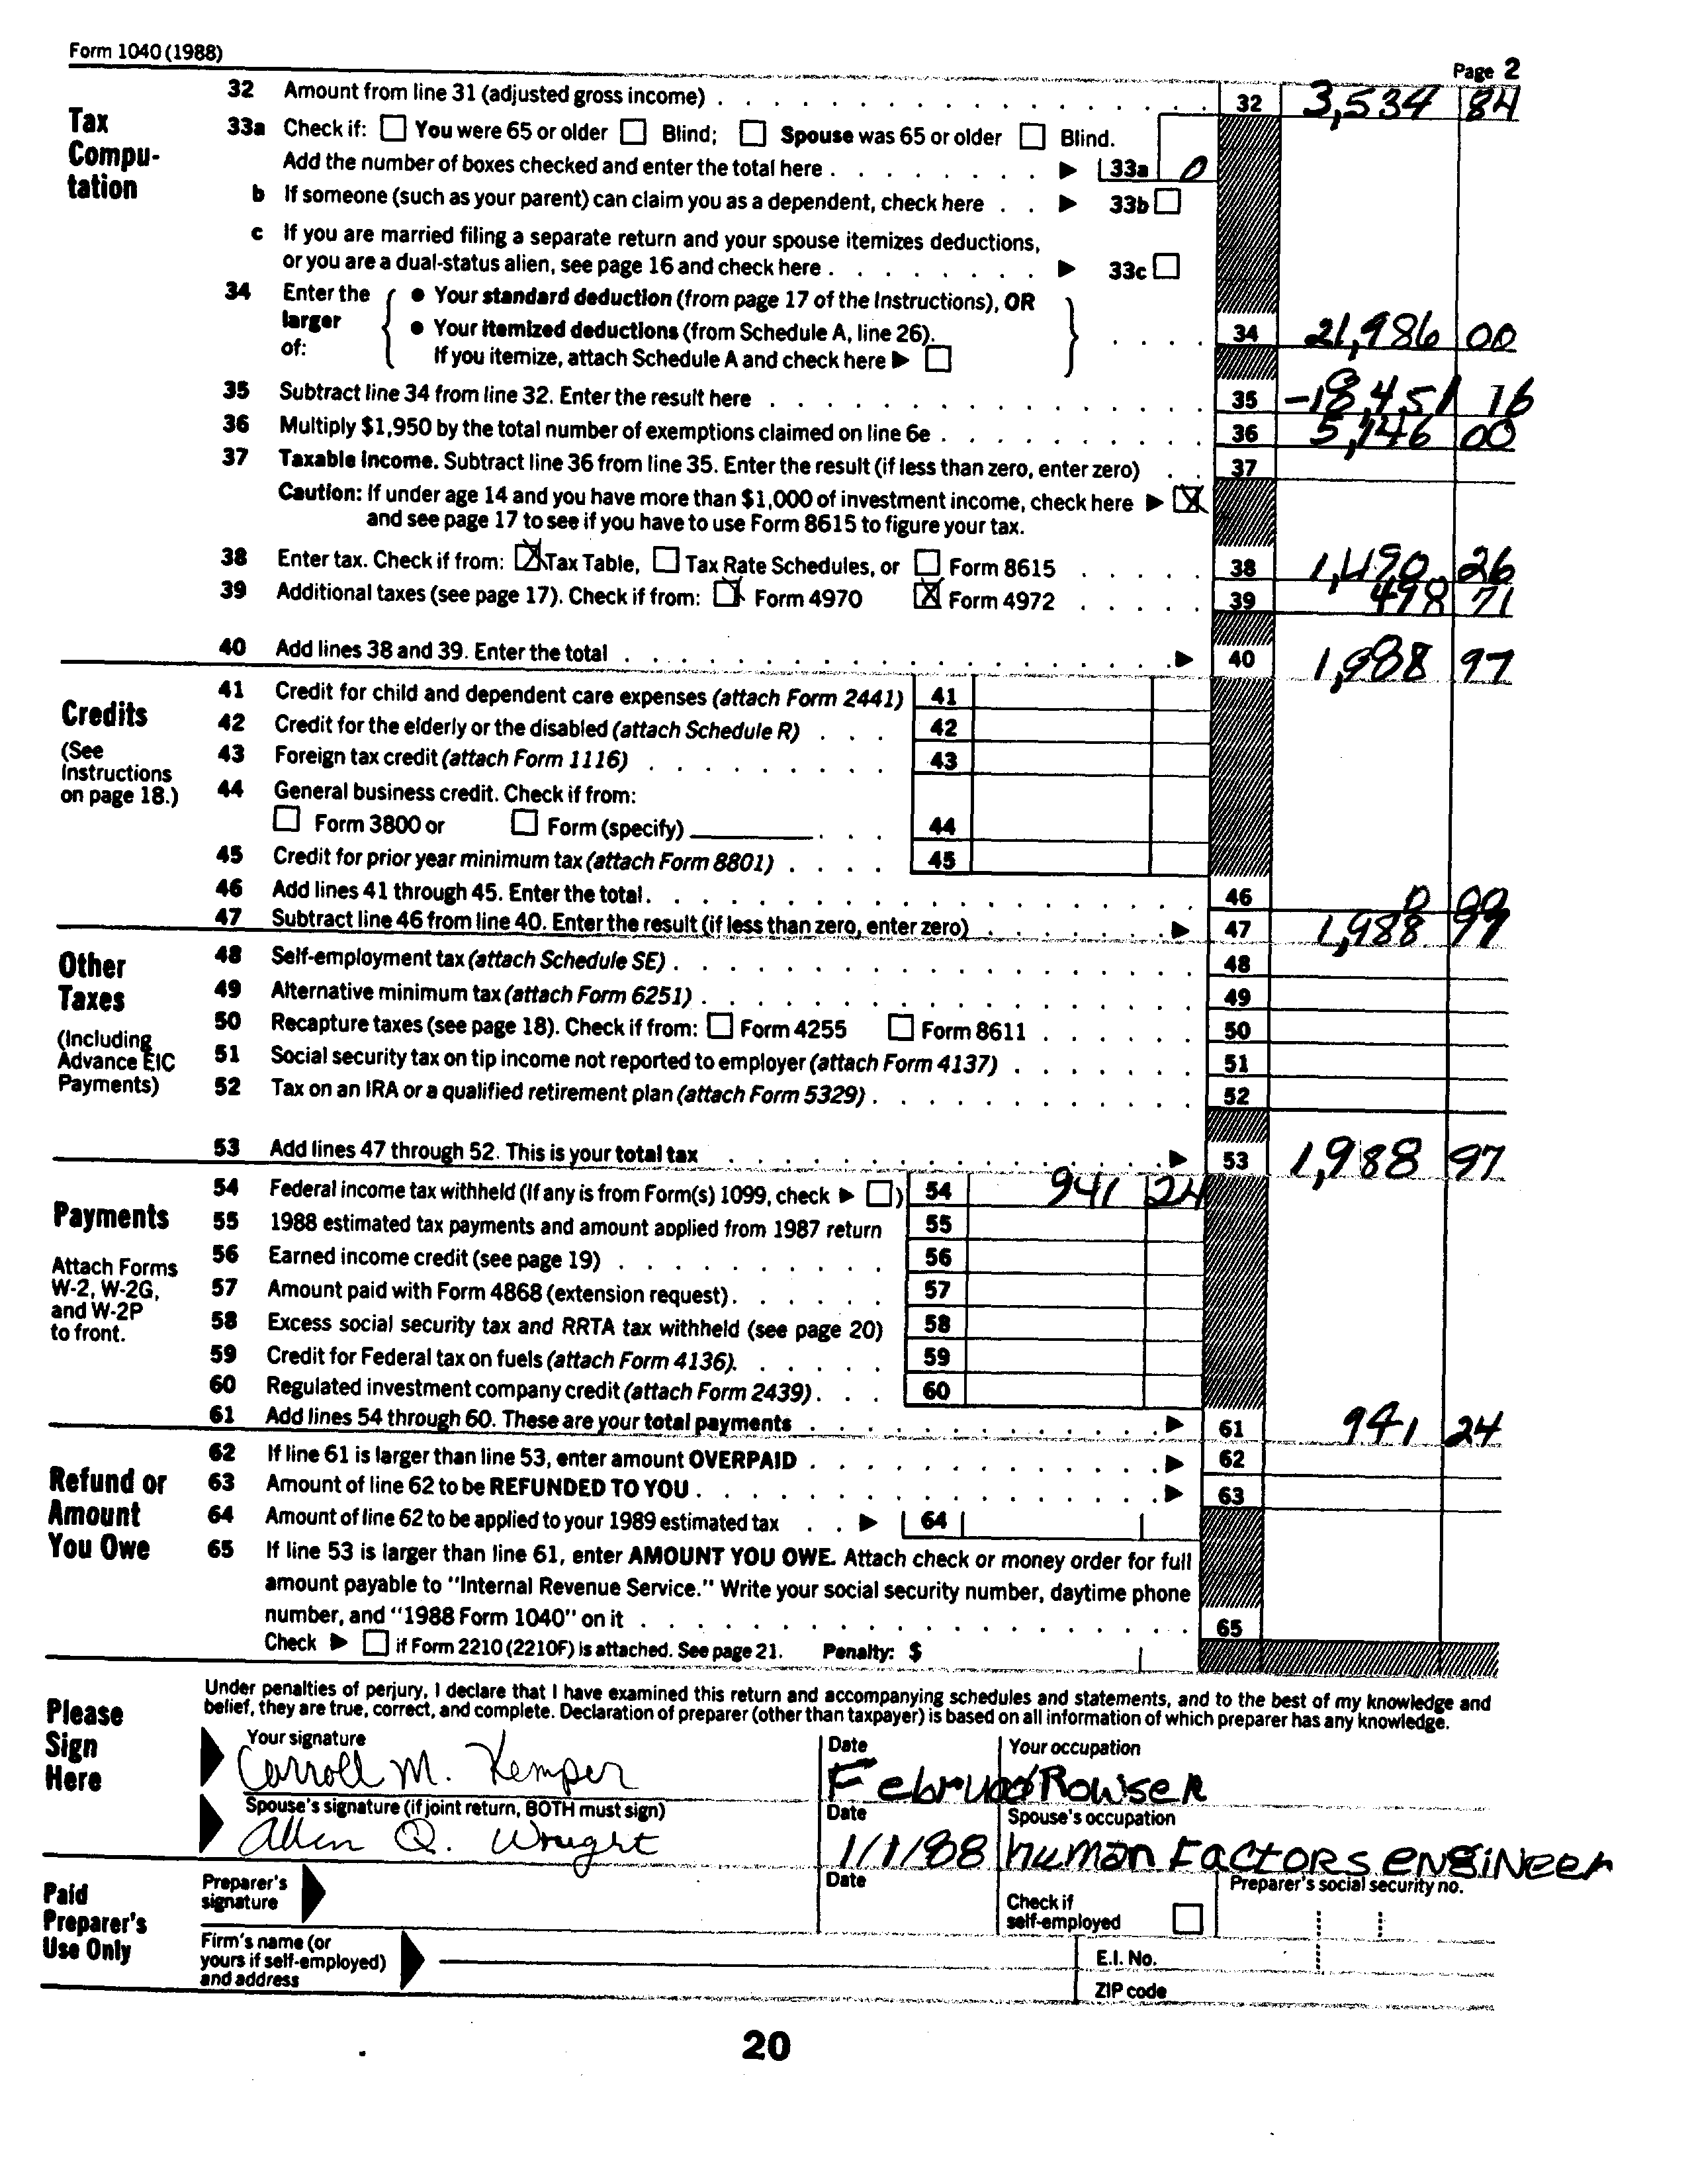 Form 1040 (1988)
Page 2
Tax Compu-tation
32 Amount from line 31 (adjusted gross income) 32 3,534 84
33a Check if: You were 65 or older Blind; Spouse was 65 or older Blind.
Add the number of boxes checked and enter the total here 33a 0
b If someone (such as your parent) can claim you as a dependent, check here 33b
c If you are married filing a separate return and your spouse itemizes deductions,
or you are a dual-status alien, see page 16 and check here 33c
34 Enter the larger of: • Your standard deduction (from page 17 of the Instructions), OR
• Your itemized deductions (from Schedule A, line 26). 34 21,986 00
If you itemize, attach Schedule A and check here
35 Subtract line 34 from line 32. Enter the result here 35 -18,451 16
36 Multiply $1,950 by the total number of exemptions claimed on line 6e 36 5,746 00
37 Taxable income. Subtract line 36 from line 35. Enter the result (if less than zero, enter zero) 37
Caution: If under age 14 and you have more than $1,000 of investment income, check here X
and see page 17 to see if you have to use Form 8615 to figure your tax.
38 Enter tax. Check if from: X Tax Table, Tax Rate Schedules, or Form 8615 38 1,490 26
39 Additional taxes (see page 17). Check if from: X Form 4970 X Form 4972 39 498 71
40 Add lines 38 and 39. Enter the total 40 1,988 97
Credits
(See Instructions on page 18.)
41 Credit for child and dependent care expenses (attach Form 2441) 41
42 Credit for the elderly or the disabled (attach Schedule R) 42
43 Foreign tax credit (attach Form 1116) 43
44 General business credit. Check if from:
Form 3800 or Form (specify) 44
45 Credit for prior year minimum tax (attach Form 8801) 45
46 Add lines 41 through 45. Enter the total 46 0 00
47 Subtract line 46 from line 40. Enter the result (if less than zero, enter zero) 47 1,988 97
Other Taxes
(Including Advance EIC Payments)
48 Self-employment tax (attach Schedule SE) 48
49 Alternative minimum tax (attach Form 6251) 49
50 Recapture taxes (see page 18). Check if from: Form 4255 Form 8611 50
51 Social security tax on tip income not reported to employer (attach Form 4137) 51
52 Tax on an IRA or a qualified retirement plan (attach Form 5329) 52
53 Add lines 47 through 52. This is your total tax 53 1,988 97
Payments
Attach Forms W-2, W-2G, and W-2P to front.
54 Federal income tax withheld (If any is from Form(s) 1099, check ) 54 941 24
55 1988 estimated tax payments and amount applied from 1987 return 55
56 Earned income credit (see page 19) 56
57 Amount paid with Form 4868 (extension request) 57
58 Excess social security tax and RRTA tax withheld (see page 20) 58
59 Credit for Federal tax on fuels (attach Form 4136) 59
60 Regulated investment company credit (attach Form 2439) 60
61 Add lines 54 through 60. These are your total payments 61 941 24
Refund or Amount You Owe
62 If line 61 is larger than line 53, enter amount OVERPAID 62
63 Amount of line 62 to be REFUNDED TO YOU 63
64 Amount of line 62 to be applied to your 1989 estimated tax 64
65 If line 53 is larger than line 61, enter AMOUNT YOU OWE. Attach check or money order for full
amount payable to "Internal Revenue Service." Write your social security number, daytime phone
number, and "1988 Form 1040" on it 65
Check if Form 2210 (2210F) is attached. See page 21. Penalty: $
Please Sign Here
Under penalties of perjury, I declare that I have examined this return and accompanying schedules and statements, and to the best of my knowledge and
belief, they are true, correct, and complete. Declaration of preparer (other than taxpayer) is based on all information of which preparer has any knowledge.
Your signature Date Your occupation
Carroll M. Kemper Rowser
Spouse's signature (if joint return, BOTH must sign) Date Spouse's occupation
Allen Q. Wright 1/1/88 human Factors engineer
Paid Preparer's Use Only
Preparer's signature Date Check if self-employed Preparer's social security no.
Firm's name (or yours if self-employed) and address E.I. No.
ZIP code
20